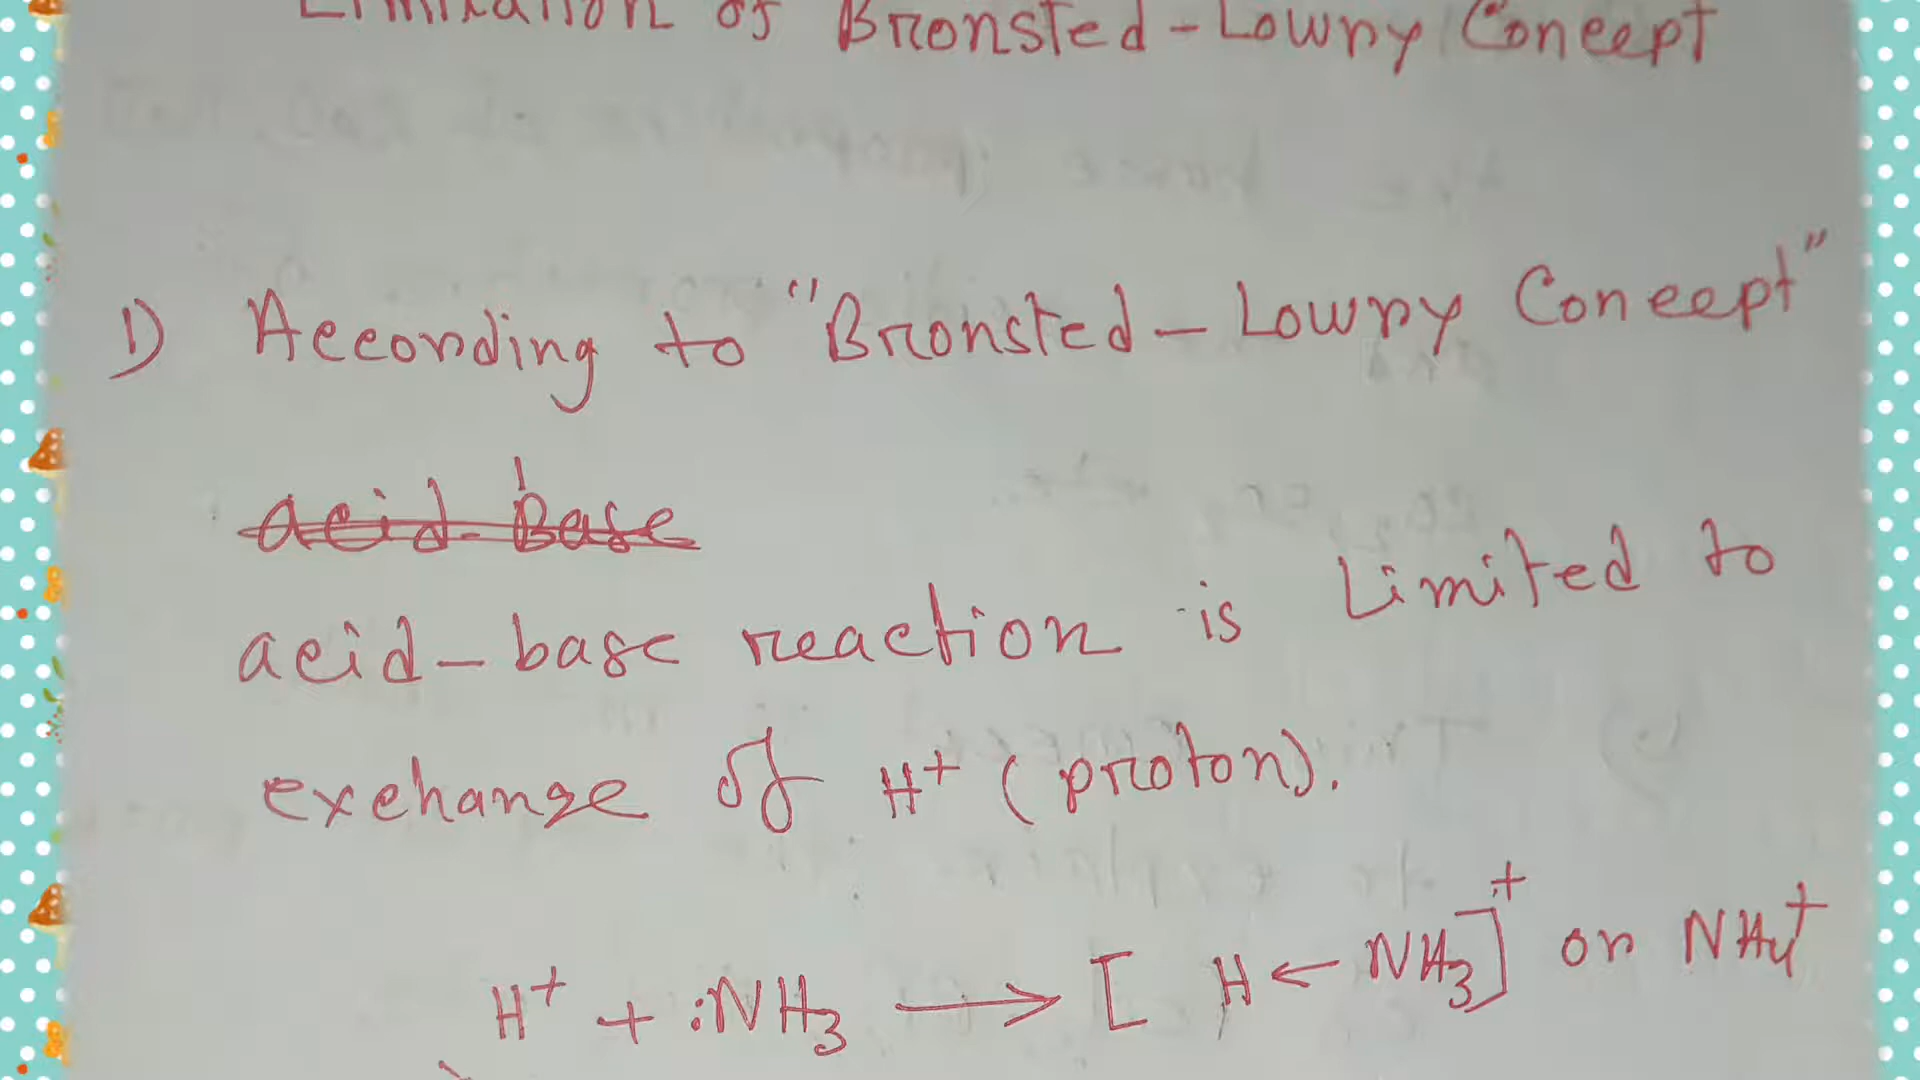 Limitation of Bronsted-Lowry Concept
1) According to "Bronsted-Lowry Concept"
acid-Base
acid-base reaction is Limited to
exchange of H+ (proton).
H+ + :NH3 → [H ← NH3]+ or NH4+